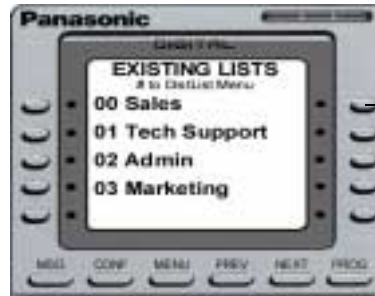 Panasonic
DIGITAL
EXISTING LISTS
# to DistList Menu
00 Sales
01 Tech Support
02 Admin
03 Marketing
MSG CONF MENU PREV NEXT PROG